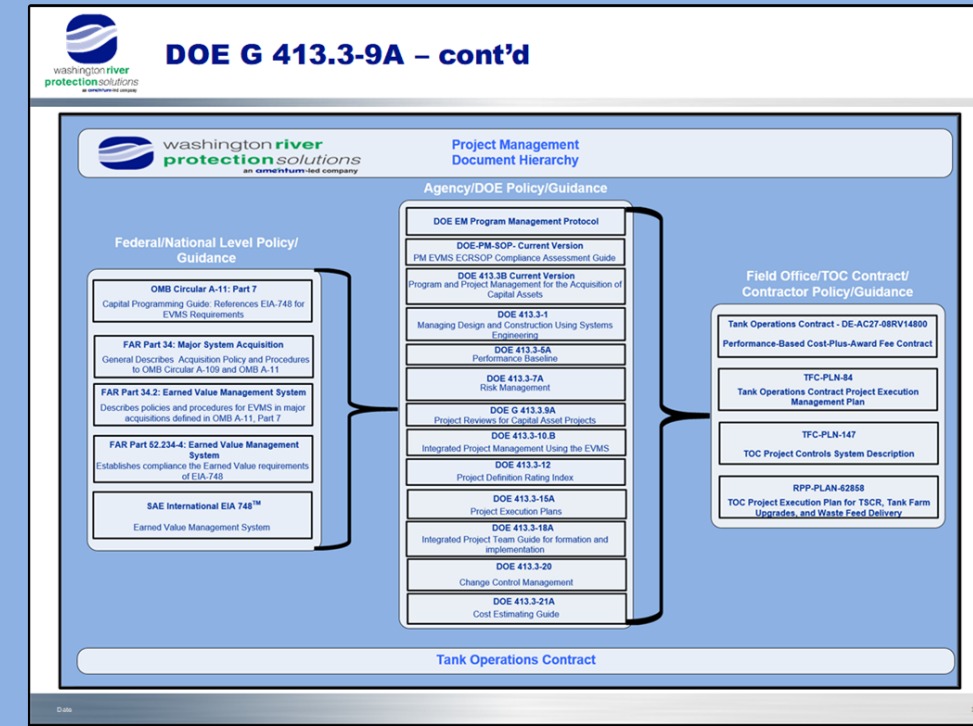 washington river
protection solutions
an amentum-led company
DOE G 413.3-9A – cont’d
washington river
protection solutions
an amentum-led company
Project Management
Document Hierarchy
Federal/National Level Policy/
Guidance
OMB Circular A-11: Part 7
Capital Programming Guide: References EIA-748 for
EVMS Requirements
FAR Part 34: Major System Acquisition
General Describes Acquisition Policy and Procedures
to OMB Circular A-109 and OMB A-11
FAR Part 34.2: Earned Value Management System
Describes policies and procedures for EVMS in major
acquisitions defined in OMB A-11, Part 7
FAR Part 52.234-4: Earned Value Management
System
Establishes compliance the Earned Value requirements
of EIA-748
SAE International EIA 748™
Earned Value Management System
Agency/DOE Policy/Guidance
DOE EM Program Management Protocol
DOE-PM-SOP- Current Version
PM EVMS ECRSOP Compliance Assessment Guide
DOE 413.3B Current Version
Program and Project Management for the Acquisition of
Capital Assets
DOE 413.3-1
Managing Design and Construction Using Systems
Engineering
DOE 413.3-5A
Performance Baseline
DOE 413.3-7A
Risk Management
DOE G 413.3.9A
Project Reviews for Capital Asset Projects
DOE 413.3-10.B
Integrated Project Management Using the EVMS
DOE 413.3-12
Project Definition Rating Index
DOE 413.3-15A
Project Execution Plans
DOE 413.3-18A
Integrated Project Team Guide for formation and
implementation
DOE 413.3-20
Change Control Management
DOE 413.3-21A
Cost Estimating Guide
Field Office/TOC Contract/
Contractor Policy/Guidance
Tank Operations Contract - DE-AC27-08RV14800
Performance-Based Cost-Plus-Award Fee Contract
TFC-PLN-84
Tank Operations Contract Project Execution
Management Plan
TFC-PLN-147
TOC Project Controls System Description
RPP-PLAN-62858
TOC Project Execution Plan for TSCR, Tank Farm
Upgrades, and Waste Feed Delivery
Tank Operations Contract
Date